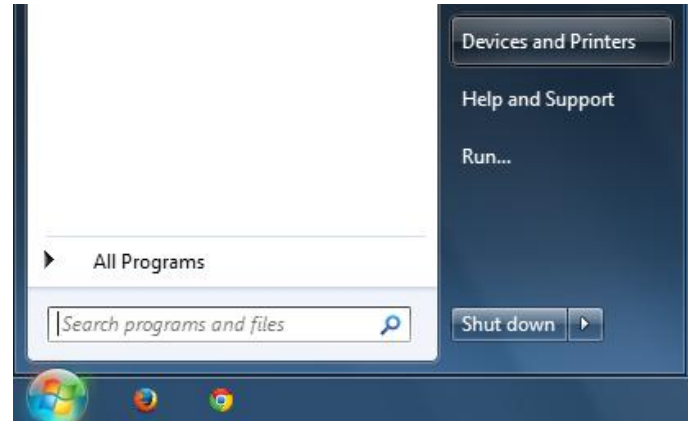 Devices and Printers
Help and Support
Run...
All Programs
Search programs and files
Shut down